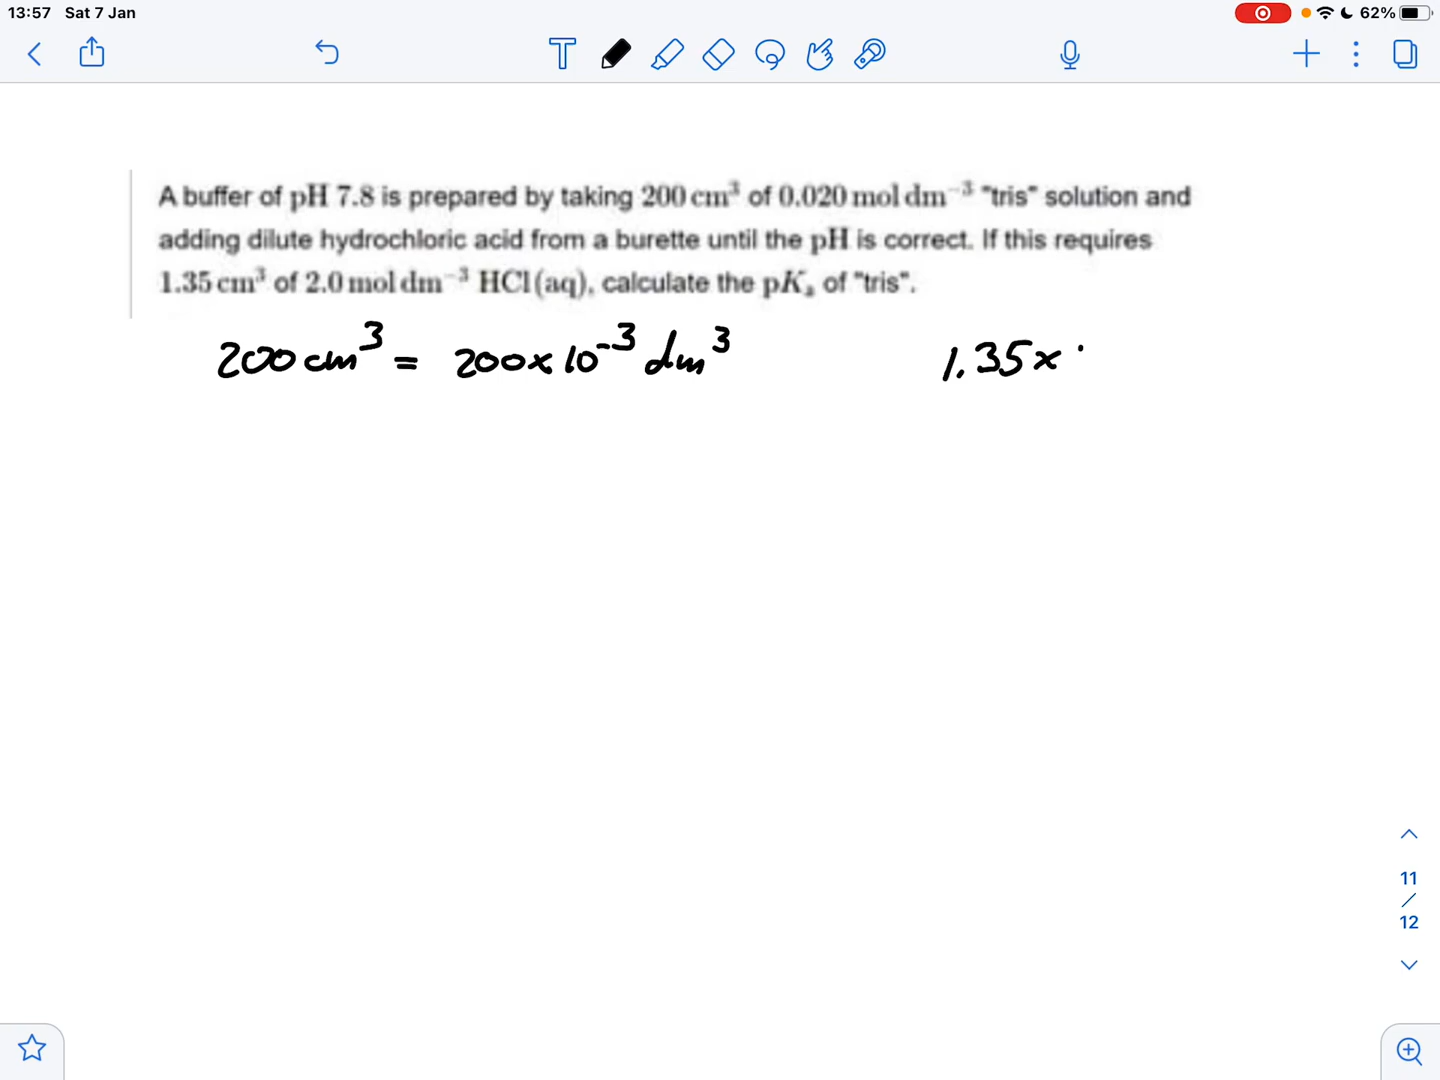 13:57 Sat 7 Jan 62%
A buffer of pH 7.8 is prepared by taking 200 cm³ of 0.020 mol dm⁻³ "tris" solution and
adding dilute hydrochloric acid from a burette until the pH is correct. If this requires
1.35 cm³ of 2.0 mol dm⁻³ HCl (aq), calculate the pKₐ of "tris".
200 cm³ = 200 x 10⁻³ dm³ 1.35 x
11
/
12